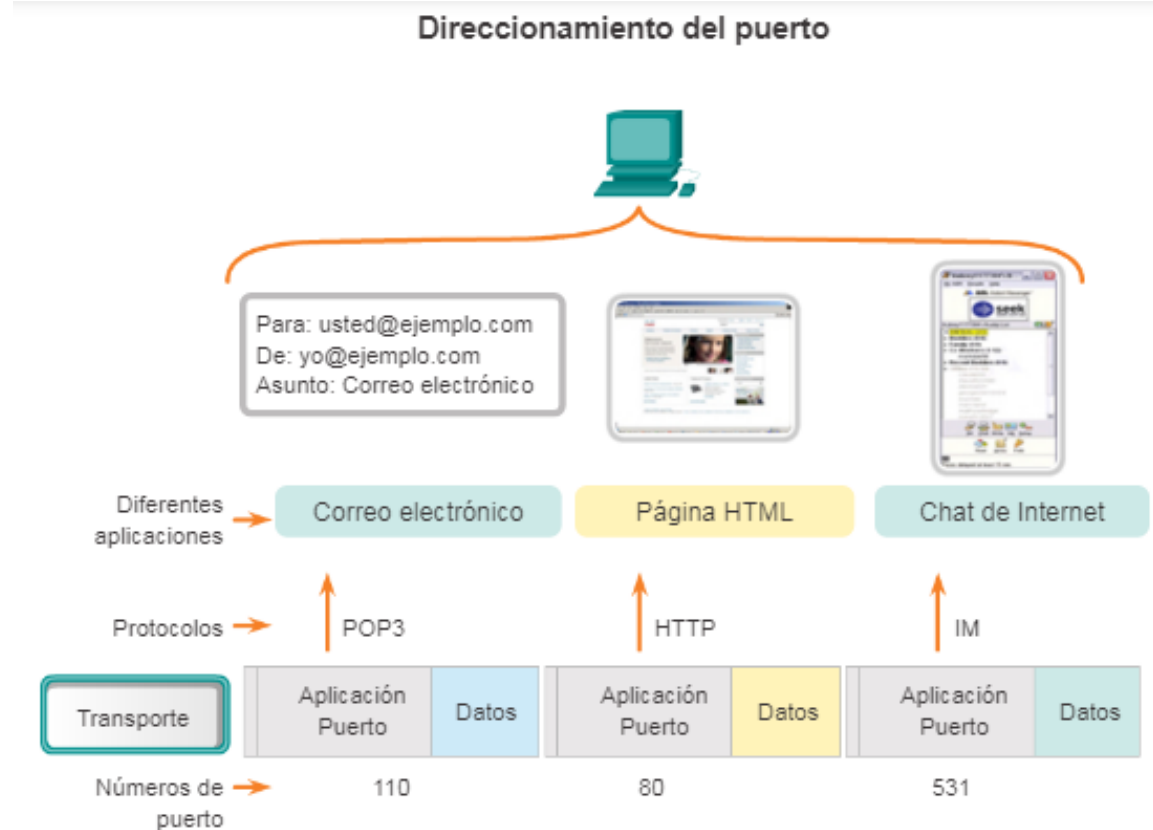 Direccionamiento del puerto
Para: usted@ejemplo.com
De: yo@ejemplo.com
Asunto: Correo electrónico
seek
Diferentes
aplicaciones
Correo electrónico
Página HTML
Chat de Internet
Protocolos
POP3
HTTP
IM
Transporte
Aplicación
Puerto
Datos
Aplicación
Puerto
Datos
Aplicación
Puerto
Datos
Números de
puerto
110
80
531